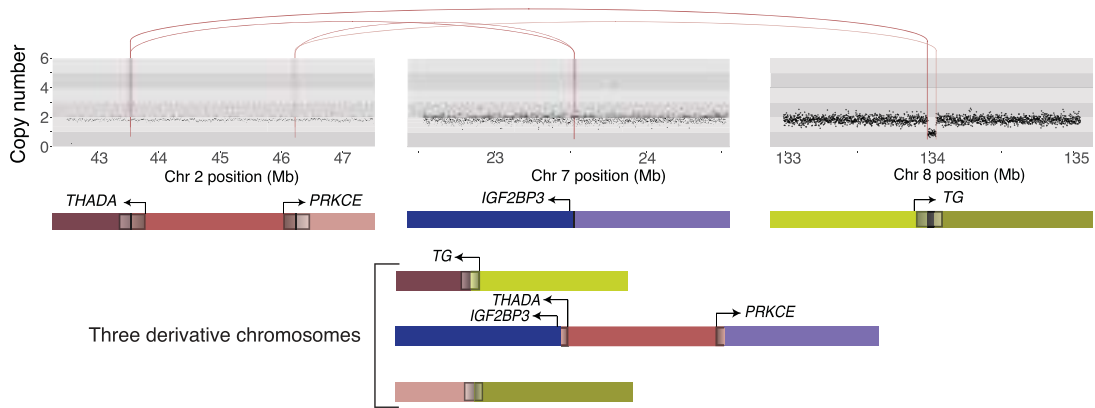 Copy number
6
4
2
0
43 44 45 46 47
Chr 2 position (Mb)
23 24
Chr 7 position (Mb)
133 134 135
Chr 8 position (Mb)
THADA
PRKCE
IGF2BP3
TG
Three derivative chromosomes
TG
THADA
IGF2BP3
PRKCE